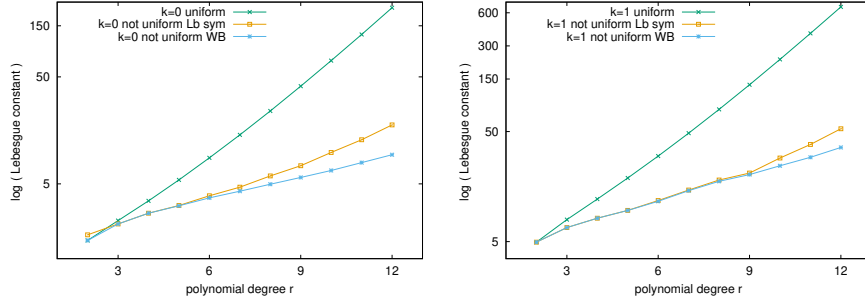 k=0 uniform
k=0 not uniform Lb sym
k=0 not uniform WB
150
50
5
log ( Lebesgue constant )
3
6
9
12
polynomial degree r
k=1 uniform
k=1 not uniform Lb sym
k=1 not uniform WB
600
300
150
50
5
log ( Lebesgue constant )
3
6
9
12
polynomial degree r